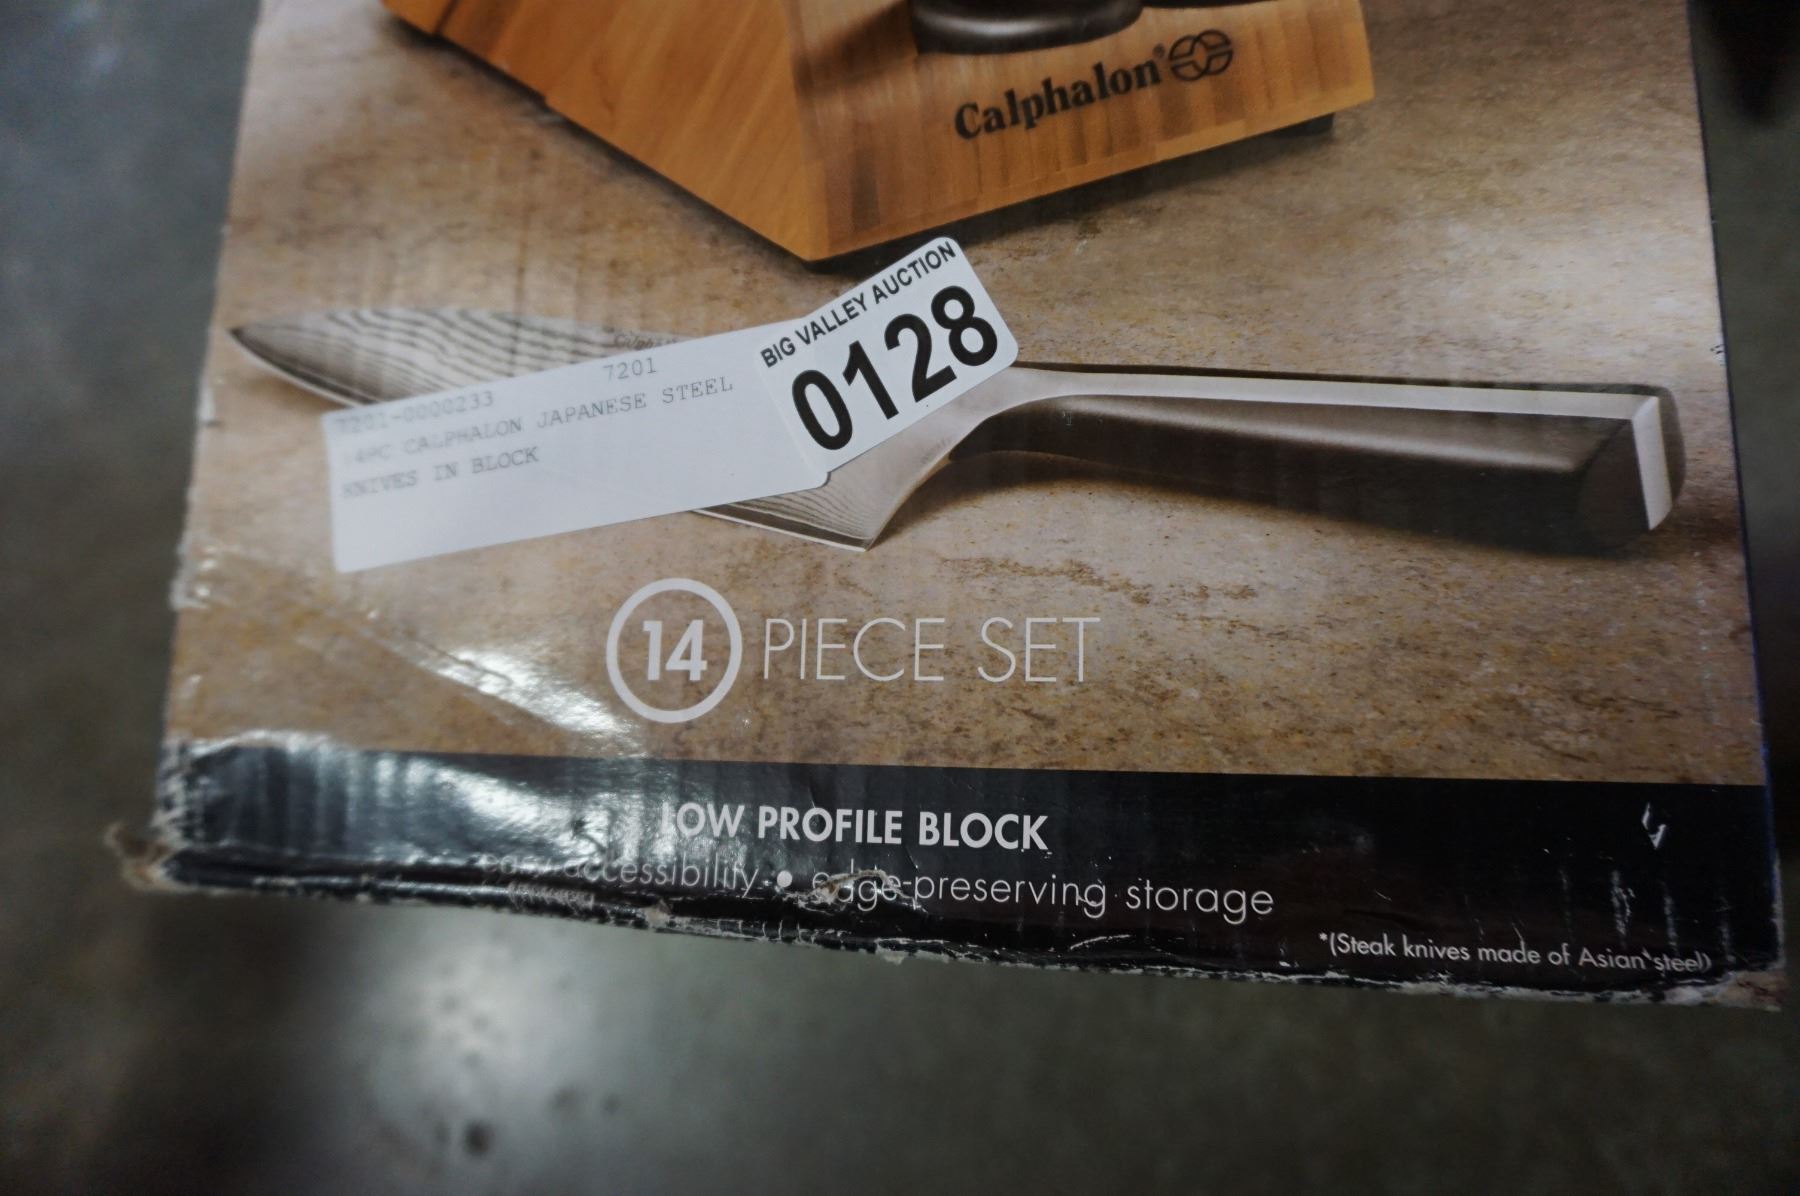 Calphalon®
BIG VALLEY AUCTION
0128
7201
7201-0000233
14PC CALPHALON JAPANESE STEEL
KNIVES IN BLOCK
14 PIECE SET
LOW PROFILE BLOCK
easy accessibility • edge-preserving storage
*(Steak knives made of Asian steel)